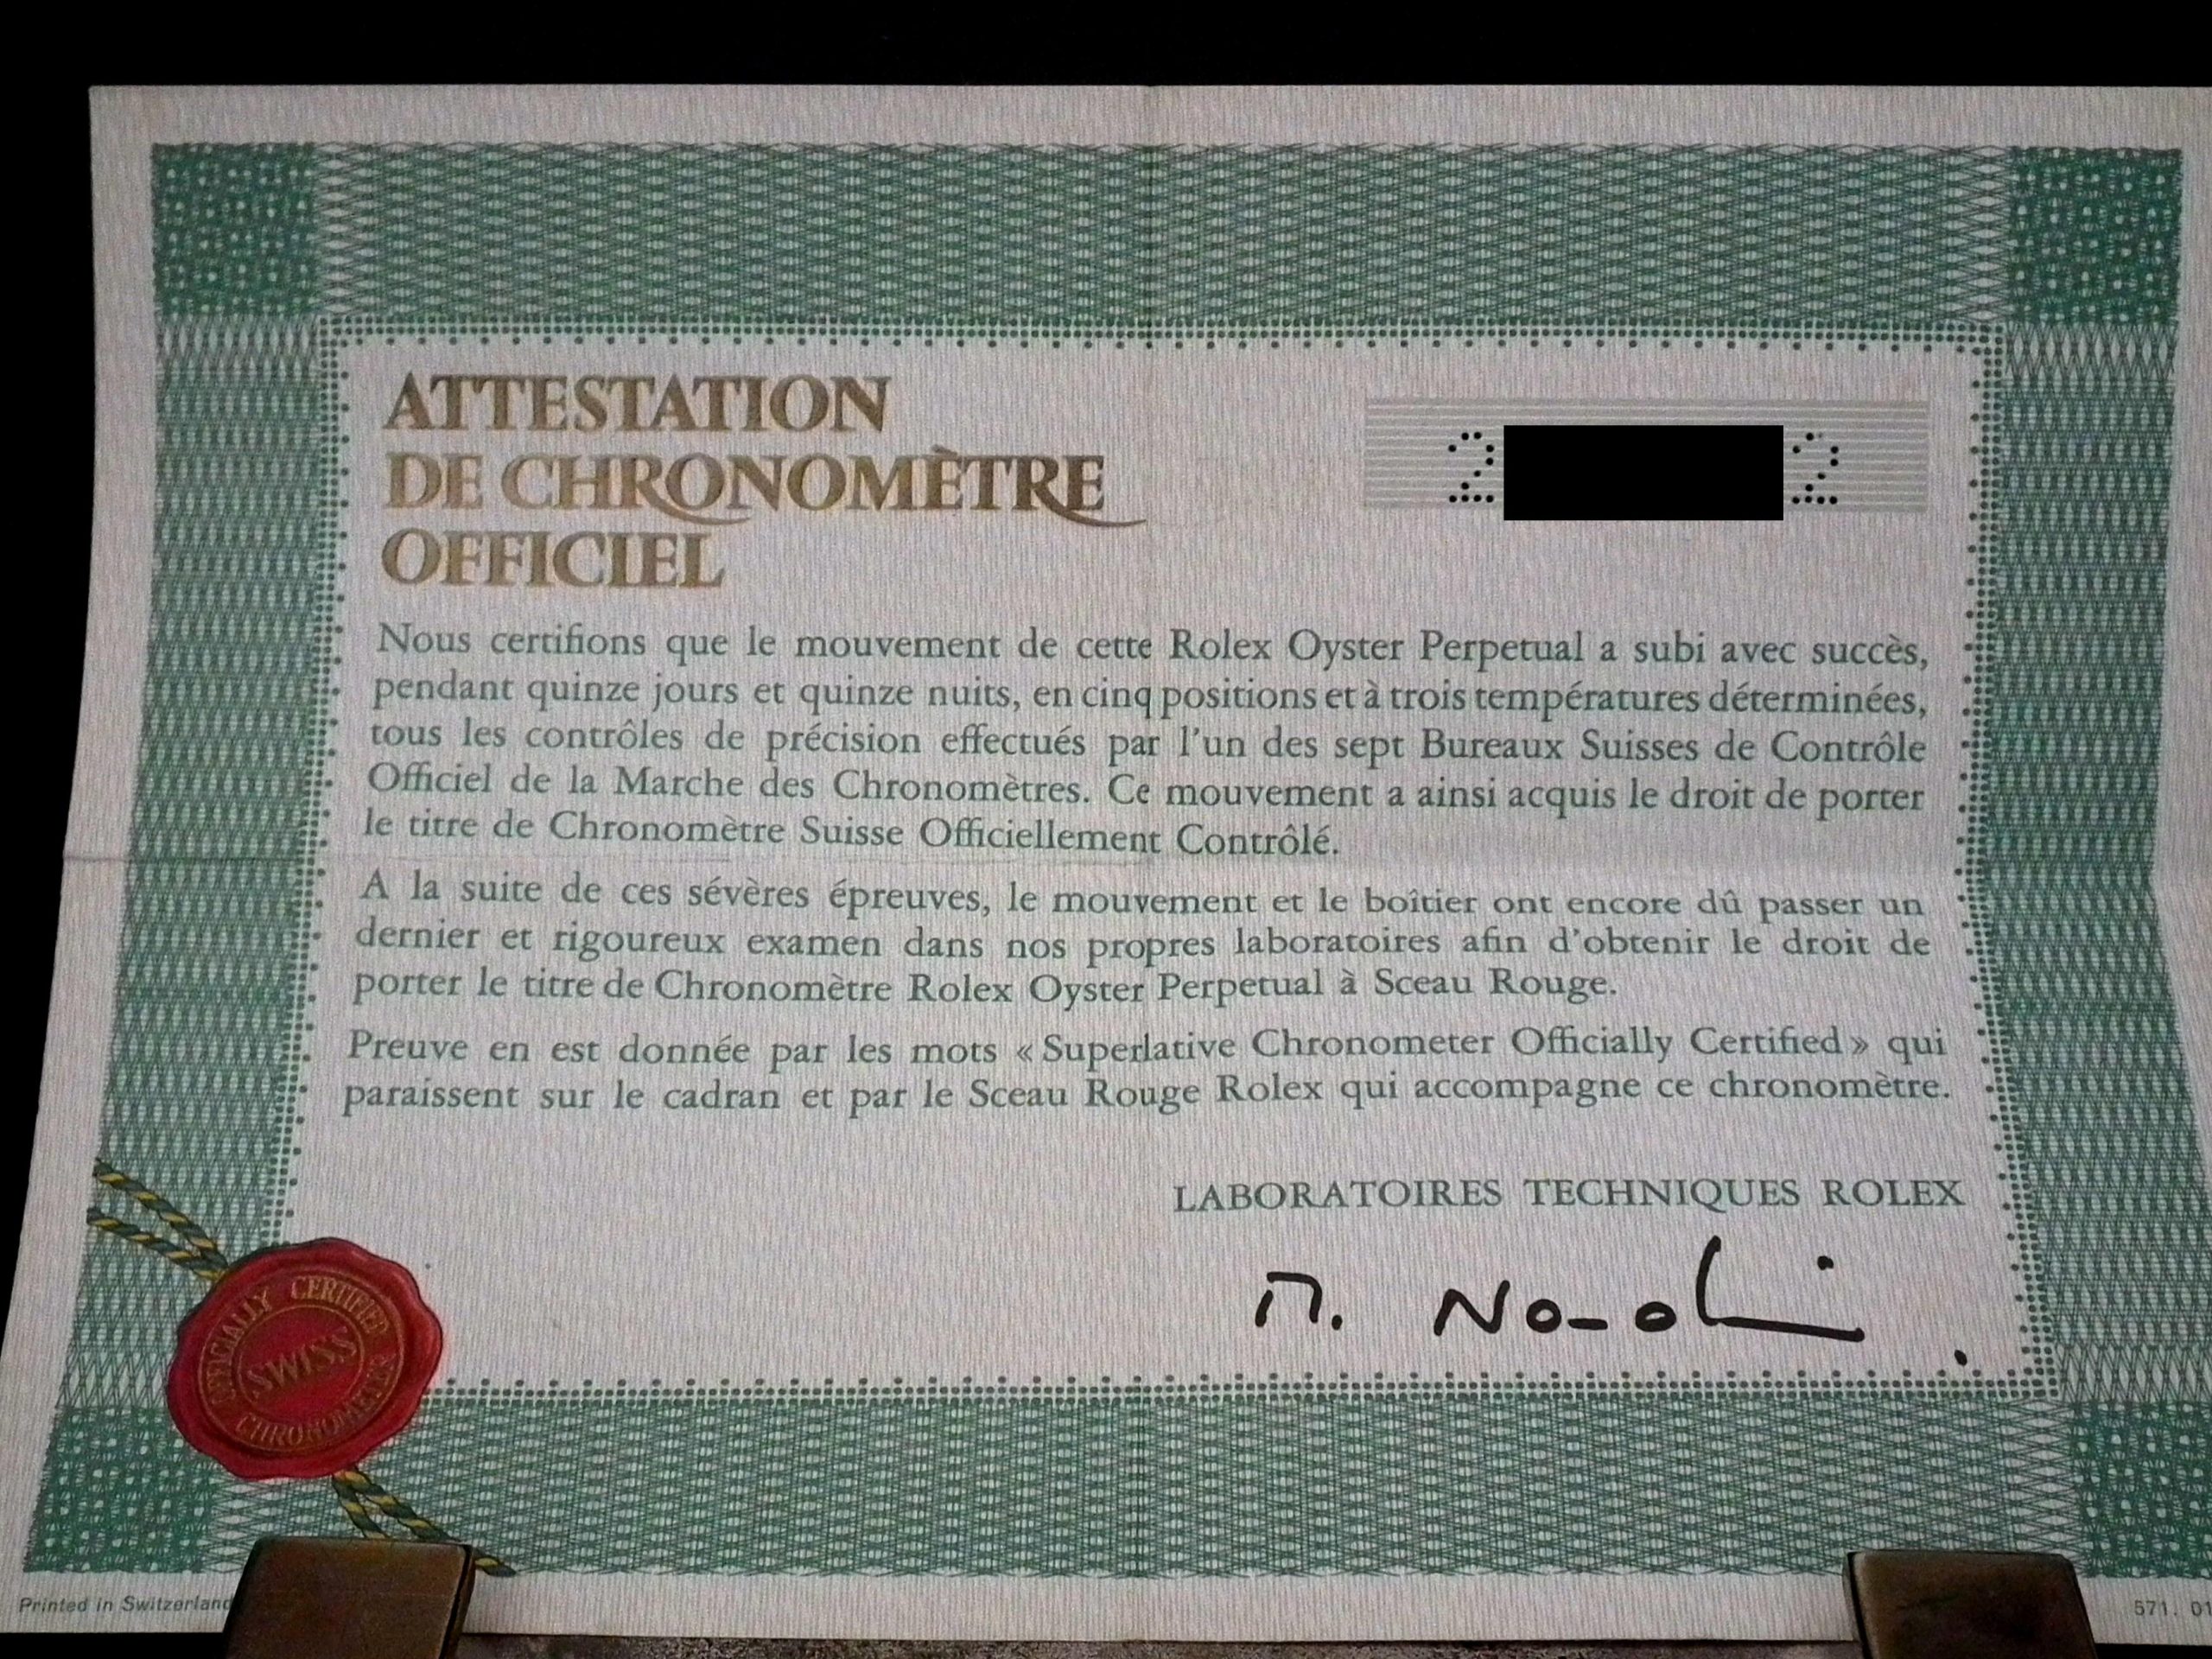 ATTESTATION
DE CHRONOMÈTRE
OFFICIEL
2 2
Nous certifions que le mouvement de cette Rolex Oyster Perpetual a subi avec succès,
pendant quinze jours et quinze nuits, en cinq positions et à trois températures déterminées,
tous les contrôles de précision effectués par l'un des sept Bureaux Suisses de Contrôle
Officiel de la Marche des Chronomètres. Ce mouvement a ainsi acquis le droit de porter
le titre de Chronomètre Suisse Officiellement Contrôlé.
A la suite de ces sévères épreuves, le mouvement et le boîtier ont encore dû passer un
dernier et rigoureux examen dans nos propres laboratoires afin d'obtenir le droit de
porter le titre de Chronomètre Rolex Oyster Perpetual à Sceau Rouge.
Preuve en est donnée par les mots « Superlative Chronometer Officially Certified » qui
paraissent sur le cadran et par le Sceau Rouge Rolex qui accompagne ce chronomètre.
LABORATOIRES TECHNIQUES ROLEX
OFFICIALLY CERTIFIED
SWISS
CHRONOMETER
Printed in Switzerland
571. 01